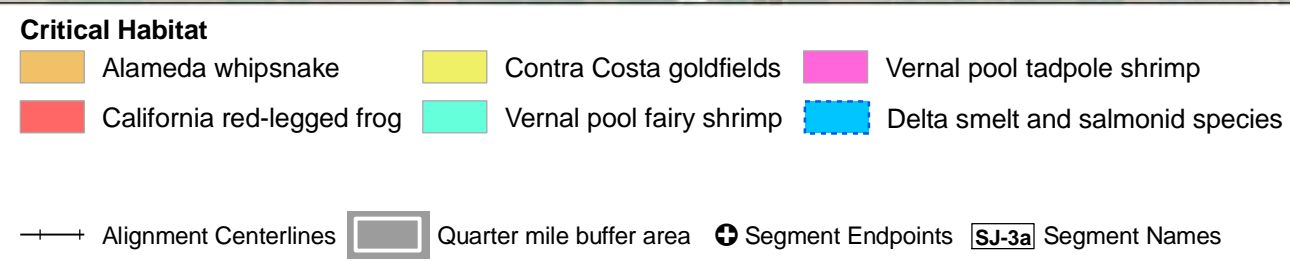 Critical Habitat
Alameda whipsnake Contra Costa goldfields Vernal pool tadpole shrimp
California red-legged frog Vernal pool fairy shrimp Delta smelt and salmonid species
Alignment Centerlines Quarter mile buffer area Segment Endpoints SJ-3a Segment Names